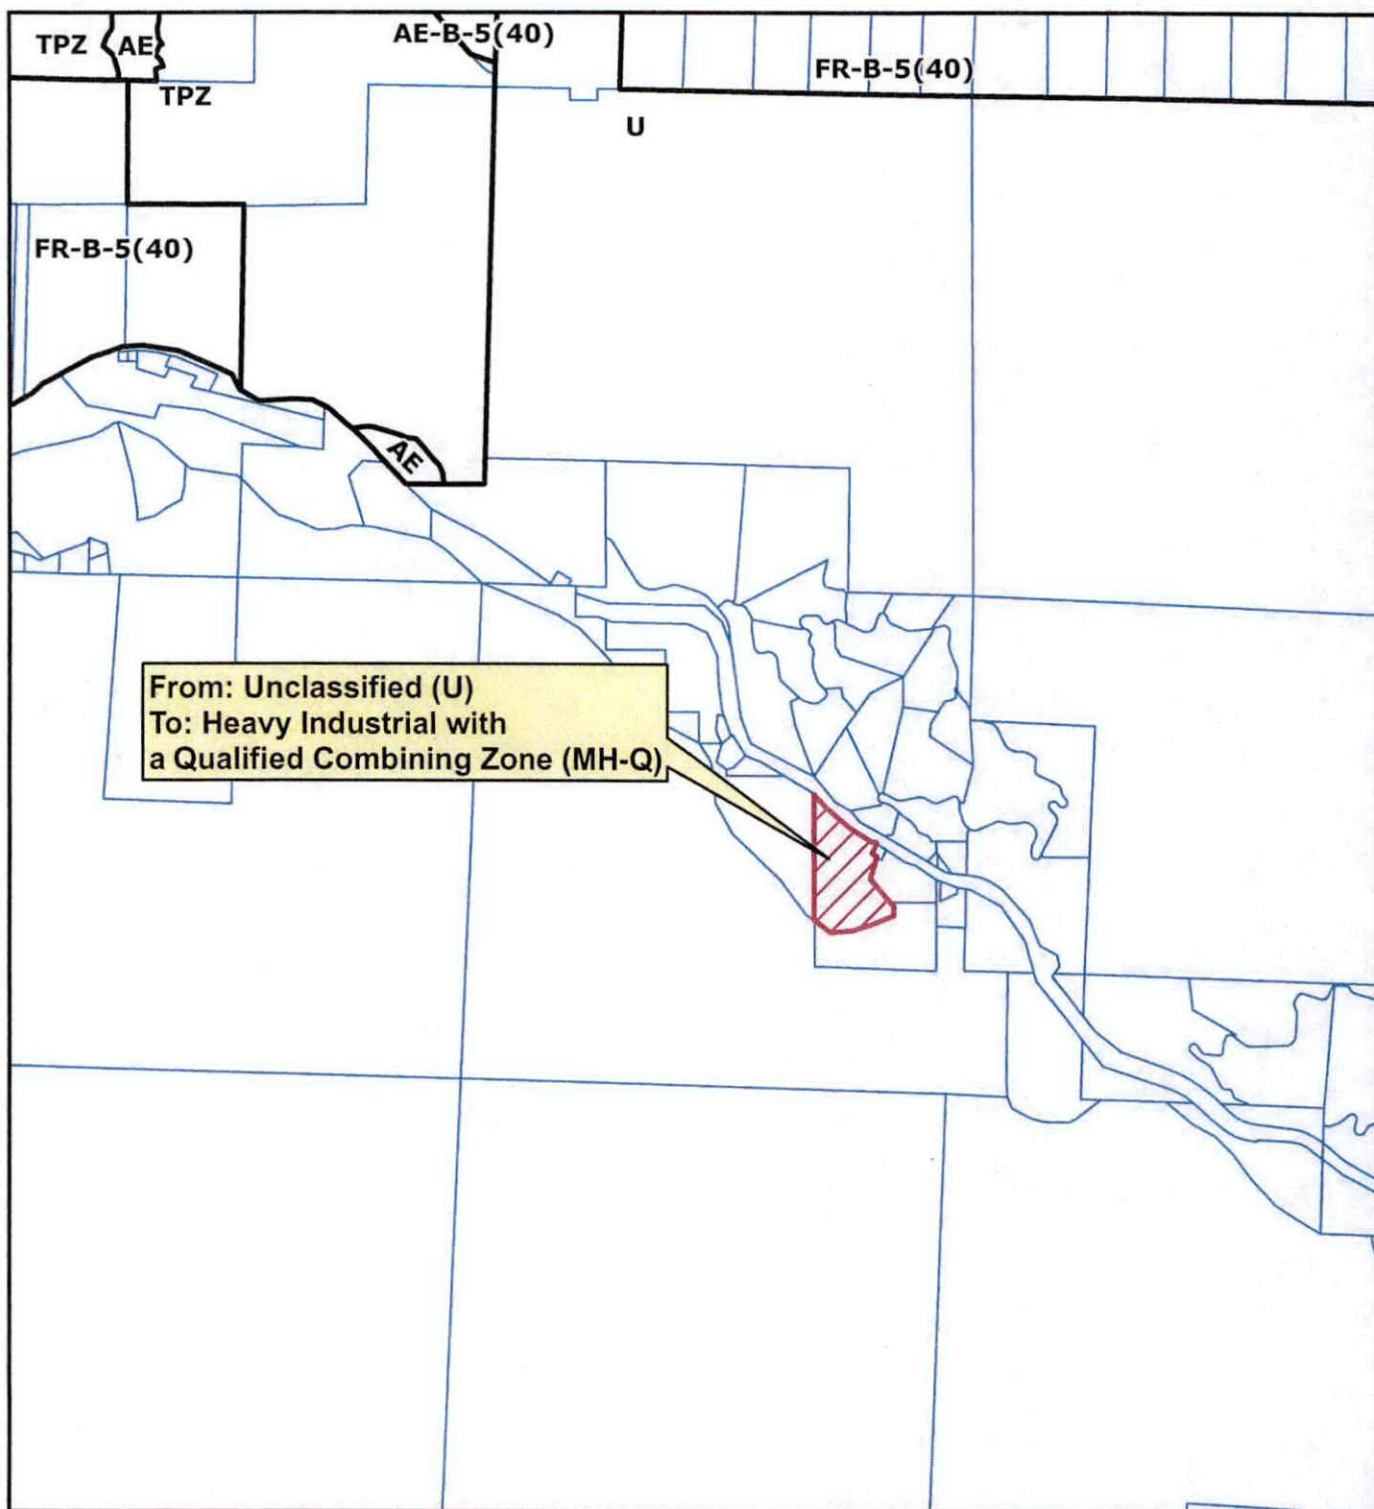 TPZ
AE
AE-B-5(40)
FR-B-5(40)
TPZ
U
FR-B-5(40)
AE
From: Unclassified (U)
To: Heavy Industrial with
a Qualified Combining Zone (MH-Q)